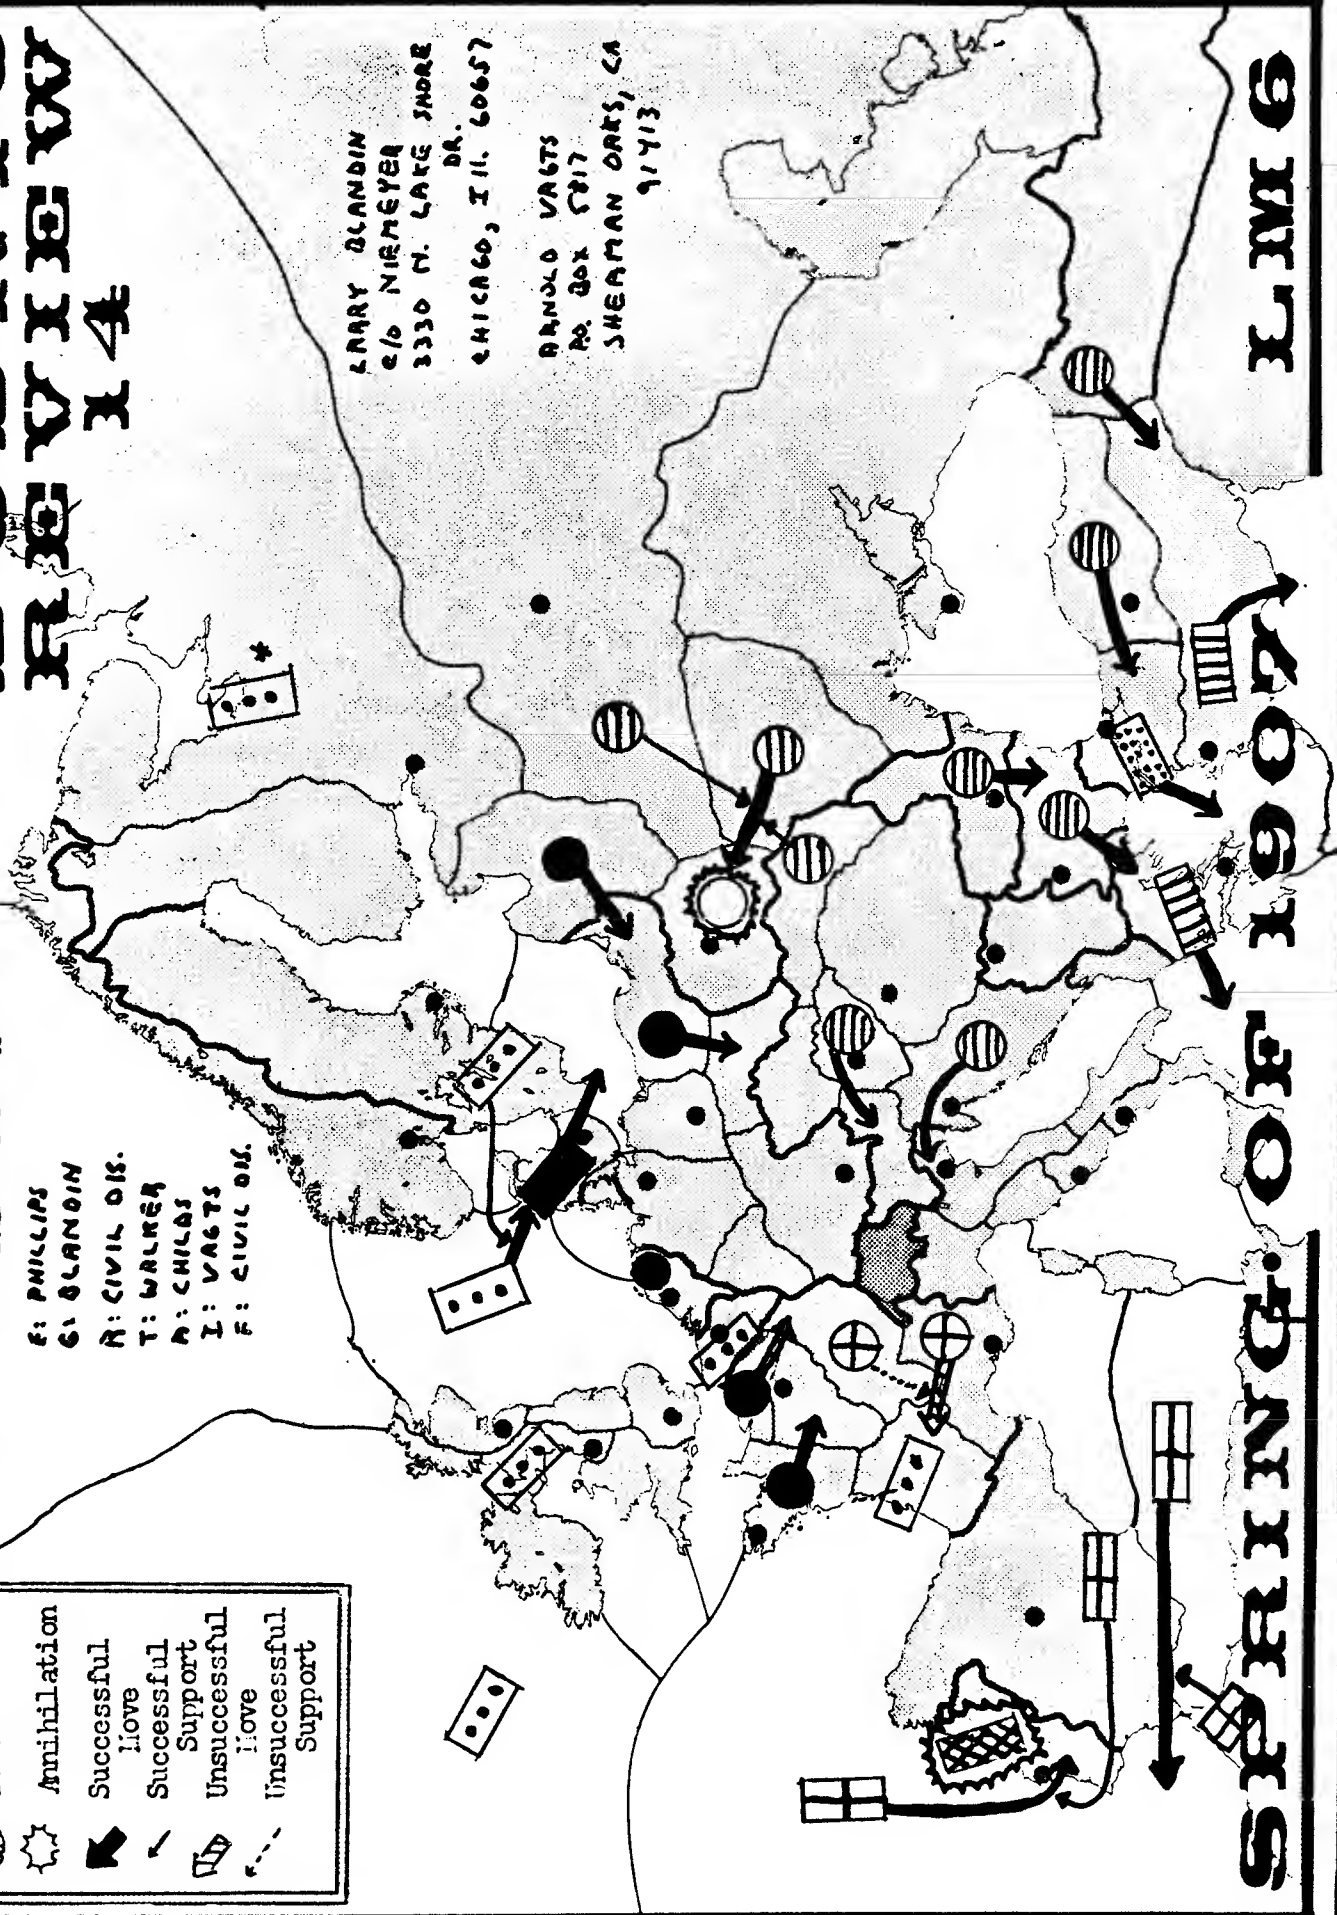 REVIEW
14
LARRY BLANDIN
c/o NIEMEYER
3330 N. LAKE SHORE
DR.
CHICAGO, Ill. 60657
ARNOLD VAGTS
PO. BOX 5817
SHERMAN OAKS, CA
91413
E: PHILLIPS
G: BLANDIN
R: CIVIL DIS.
T: WALKER
A: CHILDS
I: VAGTS
F: CIVIL DIS.
Annihilation
Successful
Move
Successful
Support
Unsuccessful
Move
Unsuccessful
Support
*
SPRING OF 1907 LM6